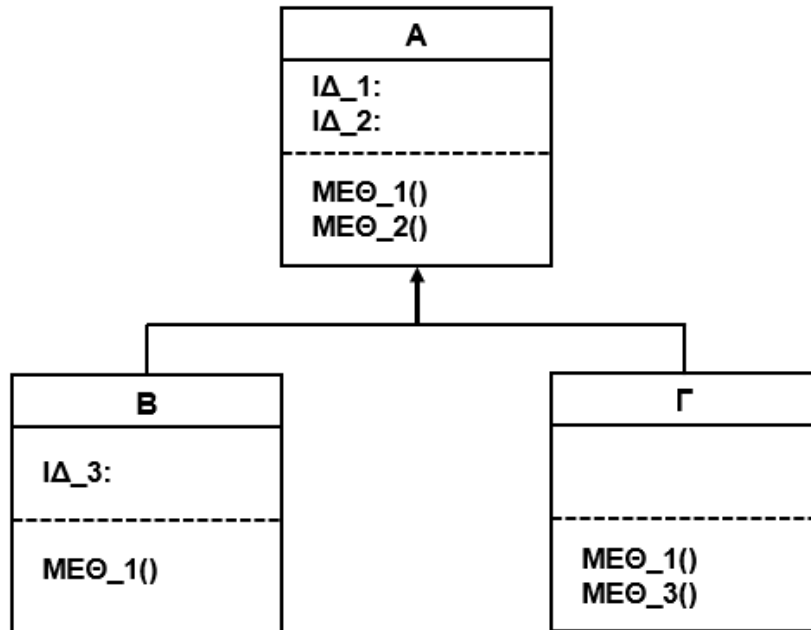 Α
ΙΔ_1:
ΙΔ_2:
ΜΕΘ_1()
ΜΕΘ_2()
Β
ΙΔ_3:
ΜΕΘ_1()
Γ
ΜΕΘ_1()
ΜΕΘ_3()